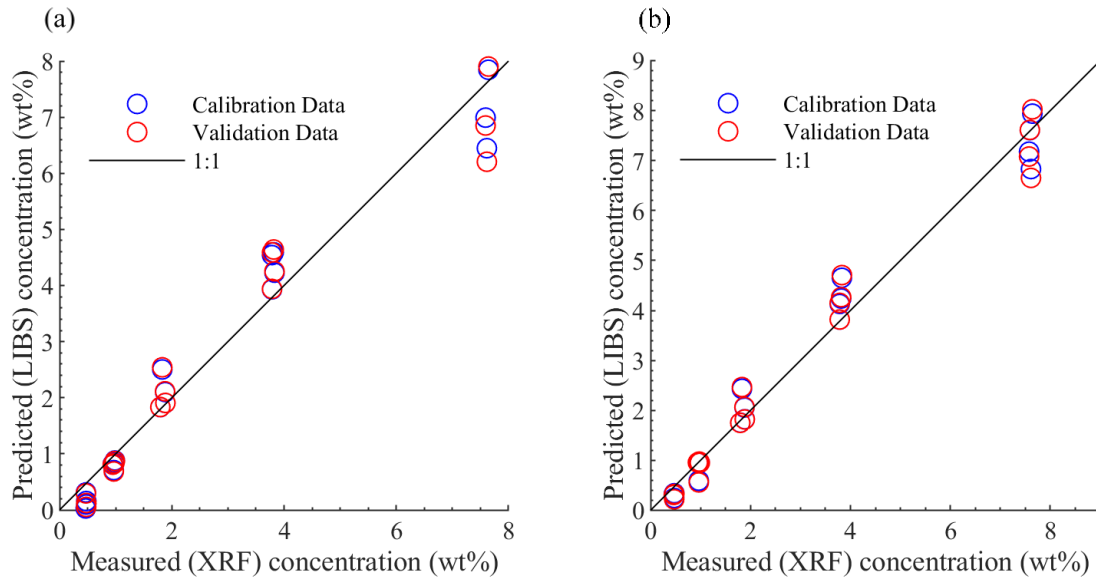 (a)
8
7
6
5
4
3
2
1
0
Predicted (LIBS) concentration (wt%)
Calibration Data
Validation Data
1:1
0 2 4 6 8
Measured (XRF) concentration (wt%)
(b)
9
8
7
6
5
4
3
2
1
0
Predicted (LIBS) concentration (wt%)
Calibration Data
Validation Data
1:1
0 2 4 6 8
Measured (XRF) concentration (wt%)